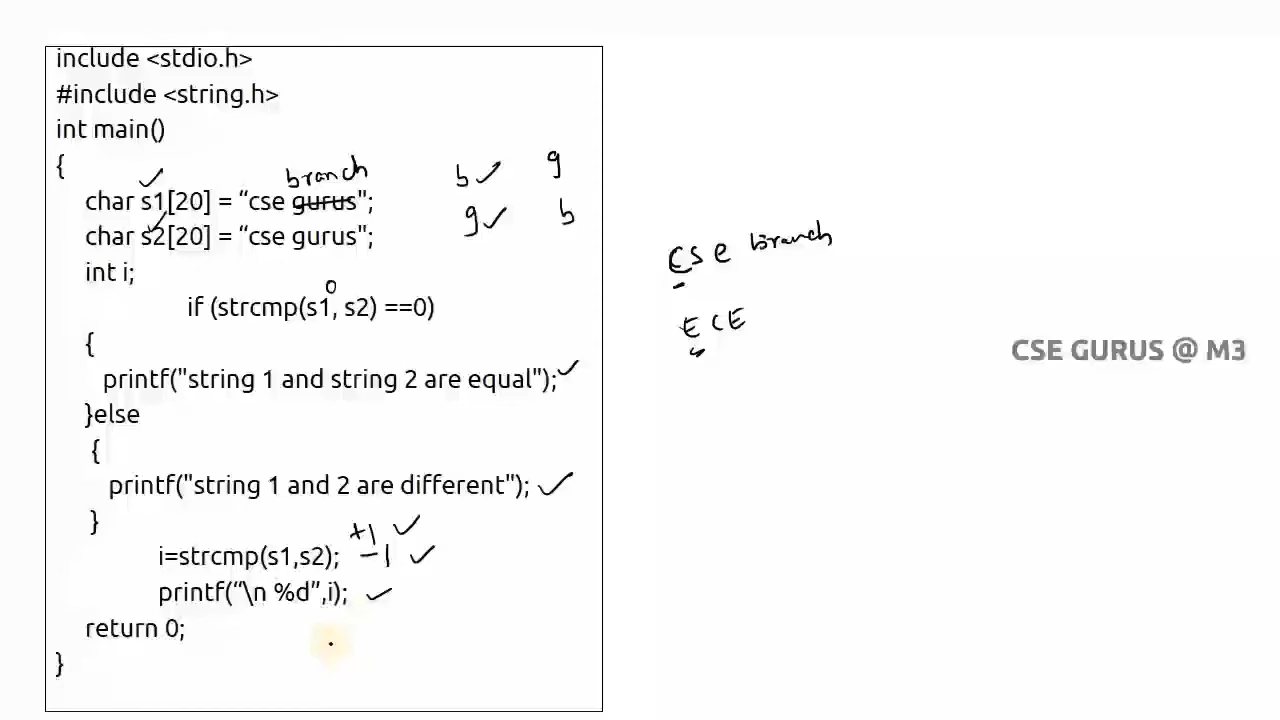 include <stdio.h>
#include <string.h>
int main()
{
branch
char s1[20] = “cse gurus";
b g
char s2[20] = “cse gurus";
g b
int i;
0
if (strcmp(s1, s2) ==0)
{
printf("string 1 and string 2 are equal");
}else
{
printf("string 1 and 2 are different");
}
+1
i=strcmp(s1,s2); -1
printf(“\n %d”,i);
return 0;
}
cse branch
ECE
CSE GURUS @ M3